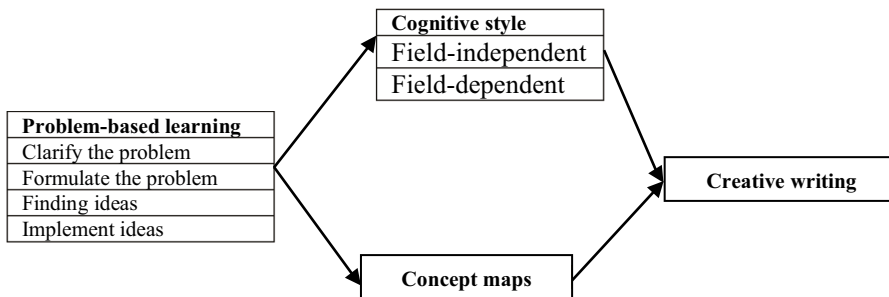 Cognitive style
Field-independent
Field-dependent
Problem-based learning
Clarify the problem
Formulate the problem
Finding ideas
Implement ideas
Creative writing
Concept maps